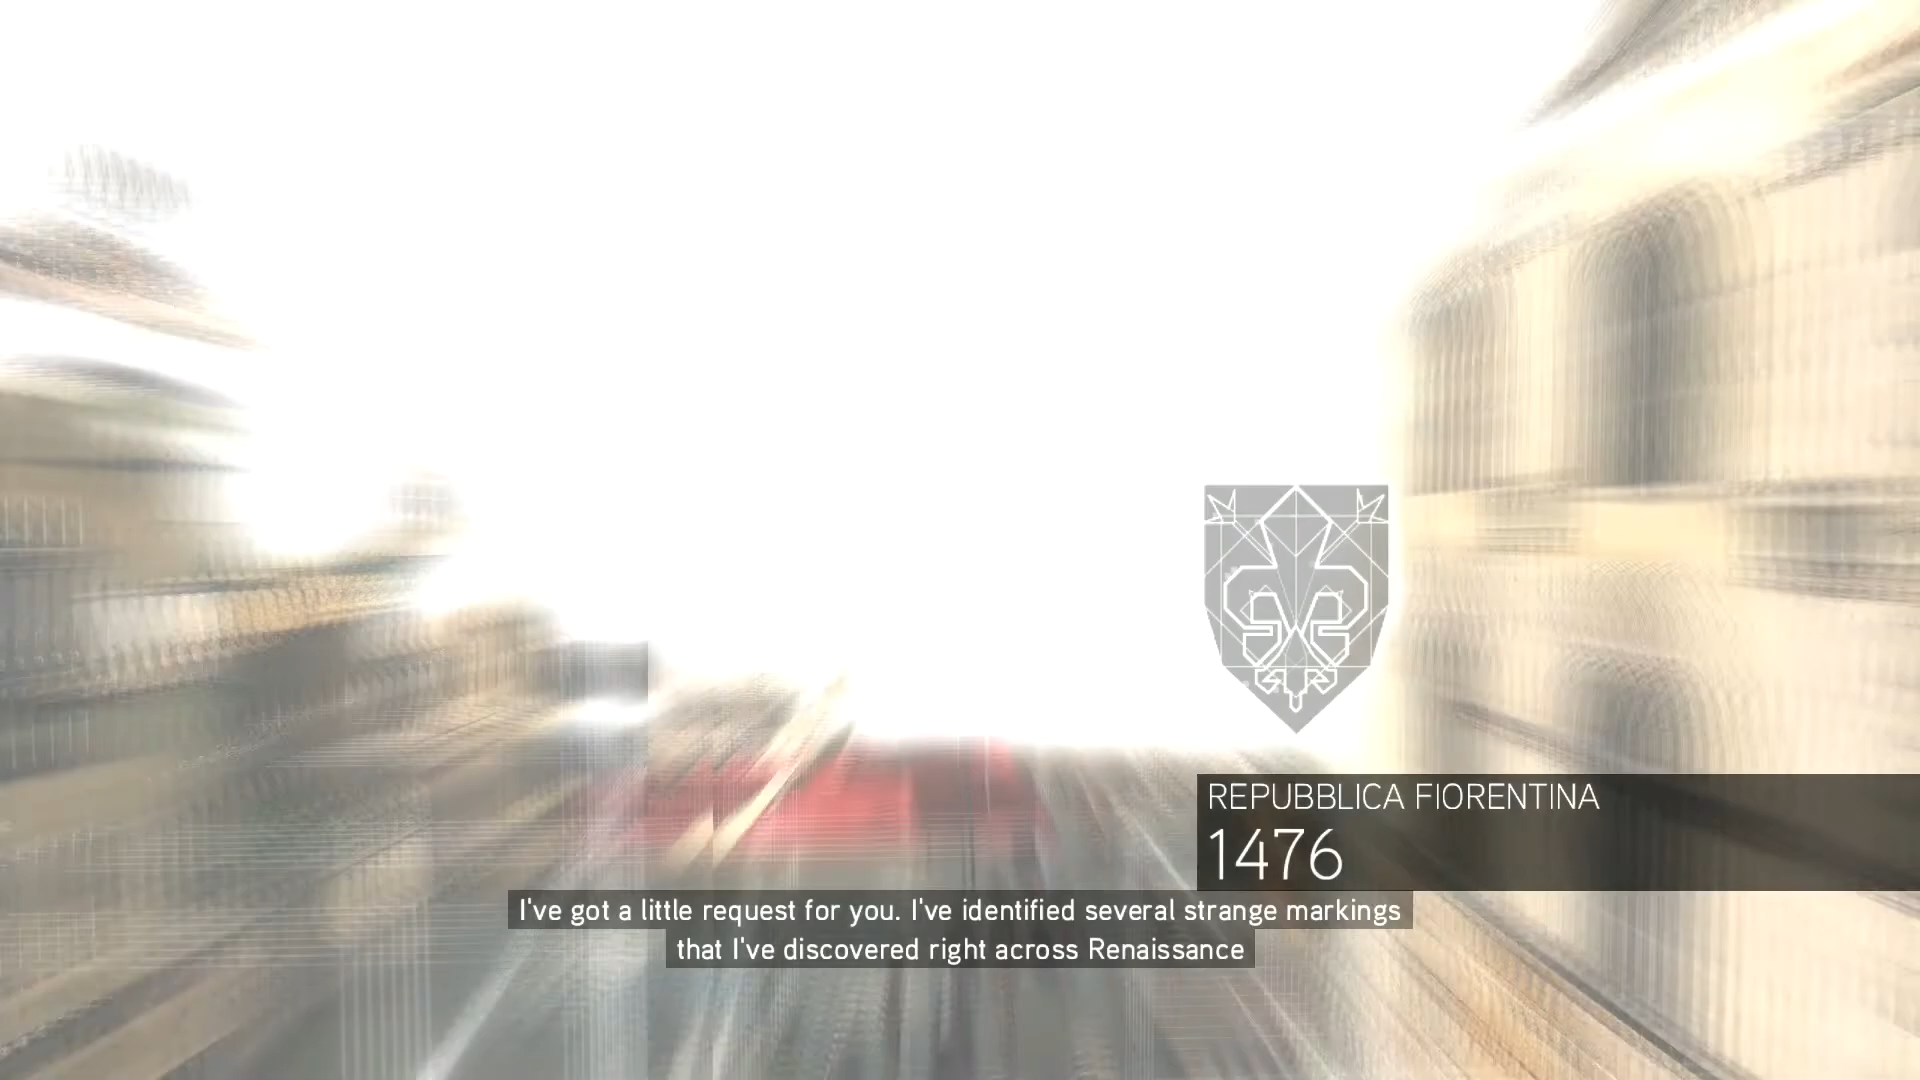 REPUBBLICA FIORENTINA
1476
I've got a little request for you. I've identified several strange markings
that I've discovered right across Renaissance